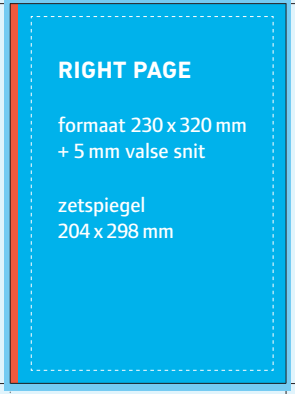 RIGHT PAGE
formaat 230 x 320 mm
+ 5 mm valse snit
zetspiegel
204 x 298 mm